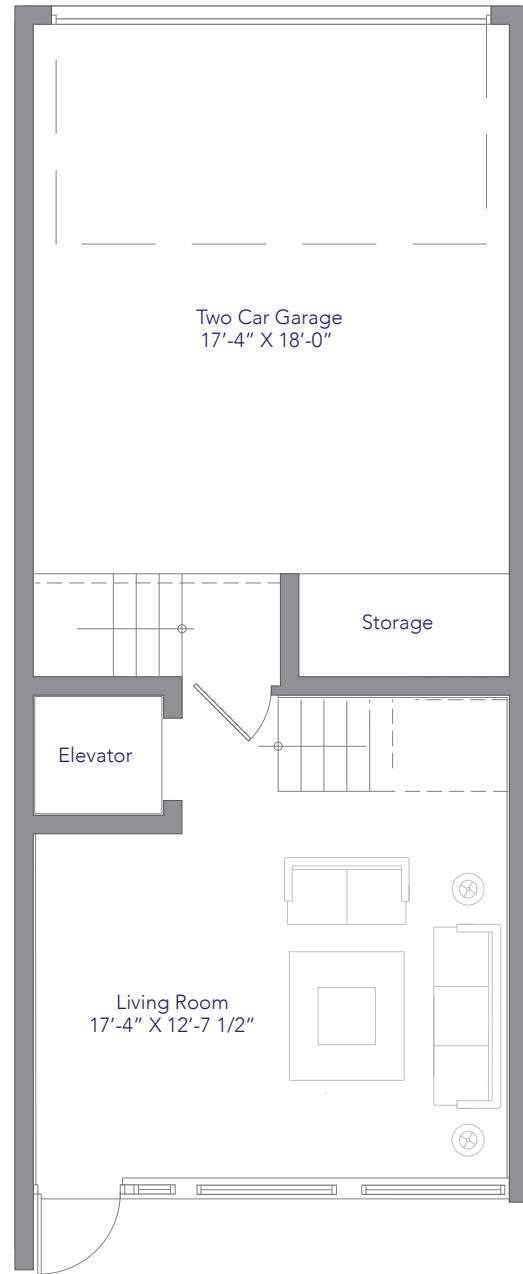 Two Car Garage
17’-4” X 18’-0”
Storage
Elevator
Living Room
17’-4” X 12’-7 1/2”